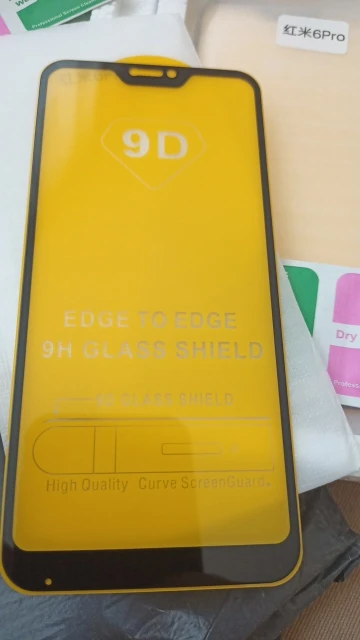 红米6Pro
9D
EDGE TO EDGE
9H GLASS SHIELD
GLASS SHIELD
High Quality Curve ScreenGuard.
Dry